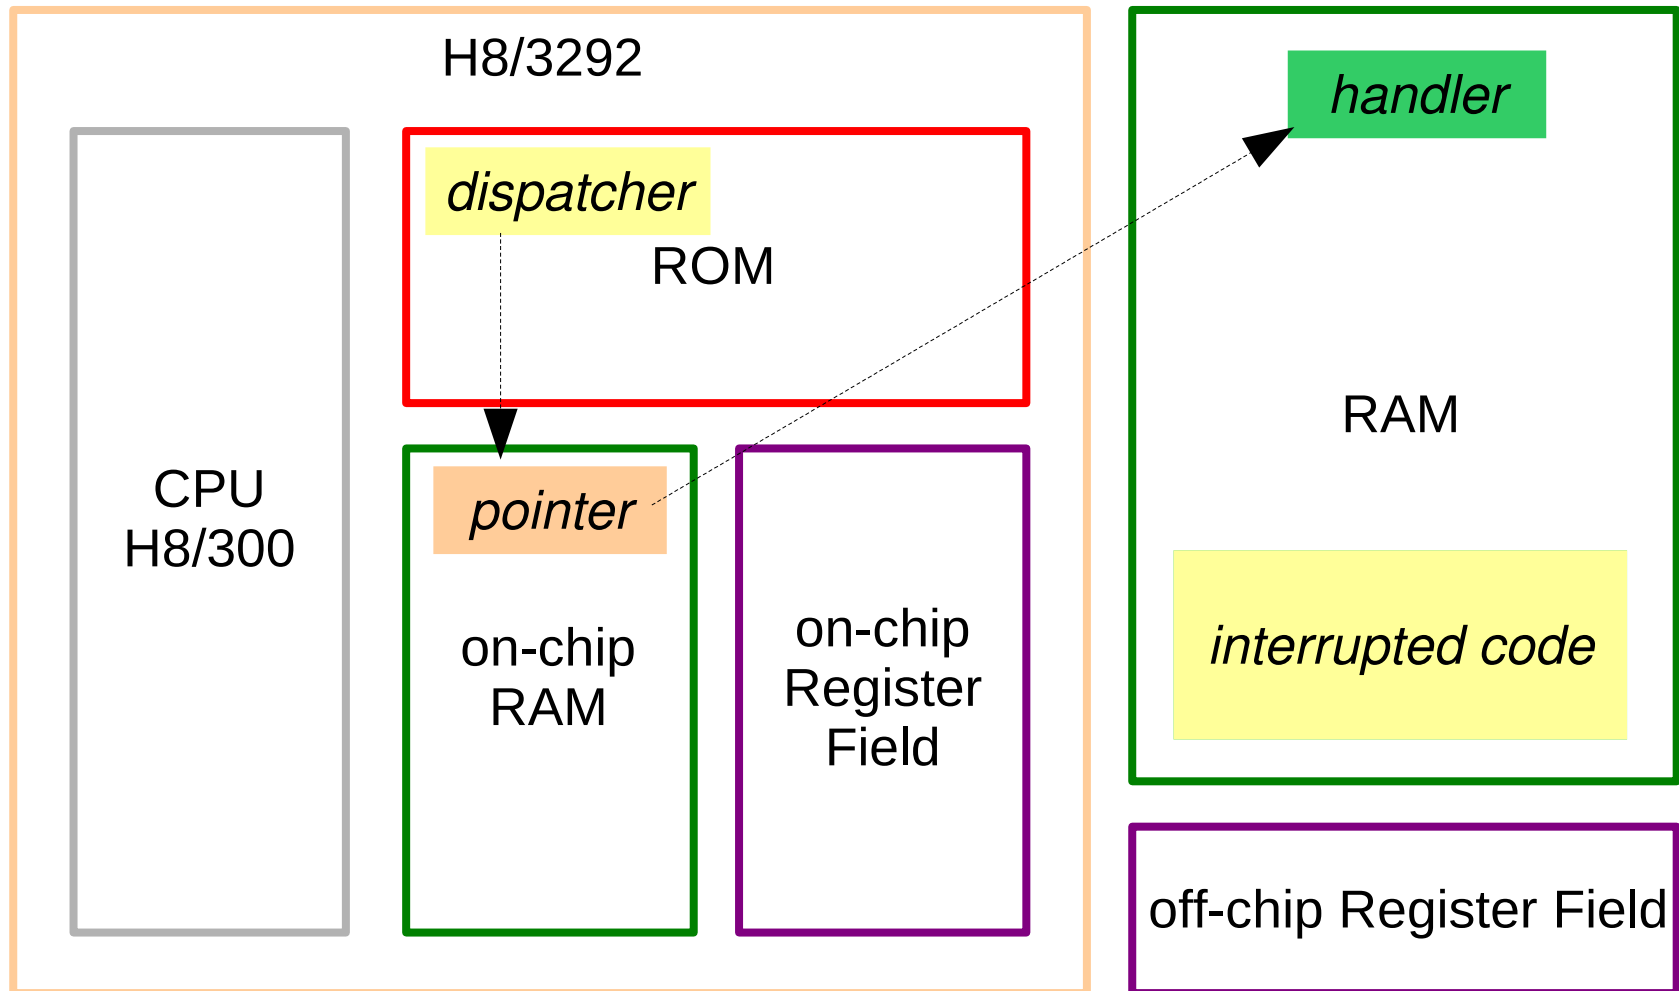 H8/3292
dispatcher
ROM
CPU
H8/300
pointer
on-chip
RAM
on-chip
Register
Field
handler
RAM
interrupted code
off-chip Register Field